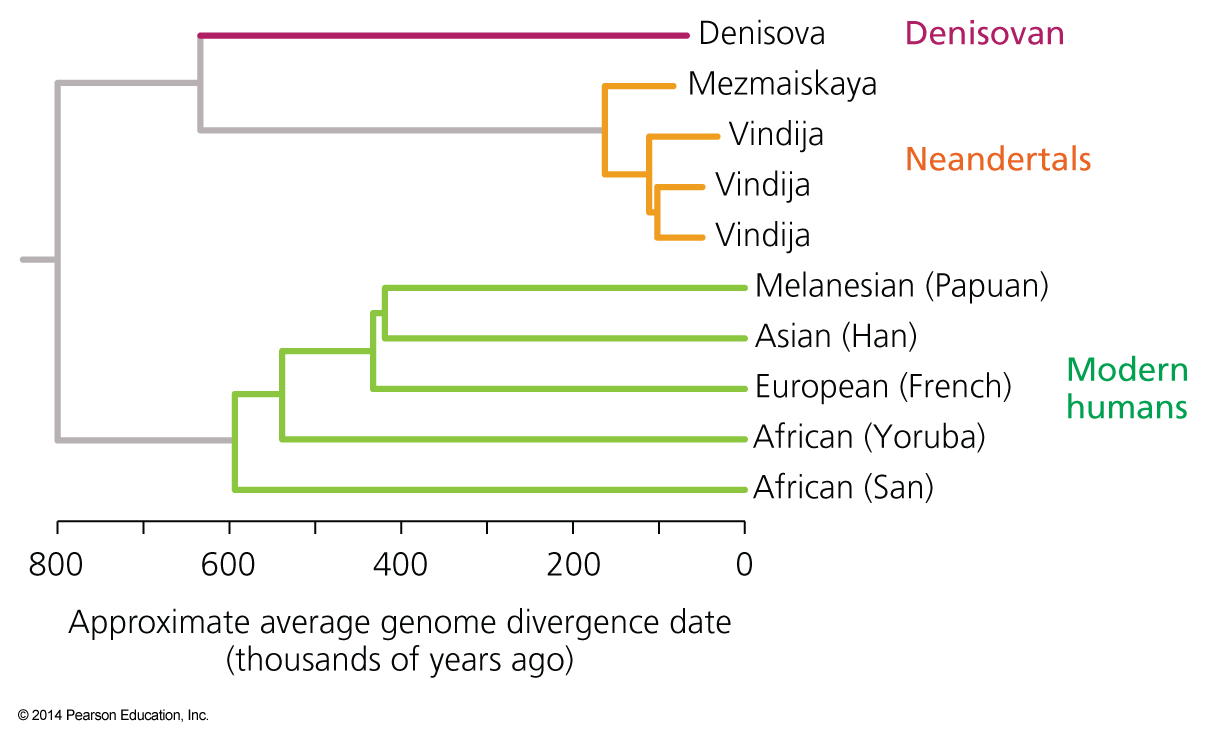 Denisova
Denisovan
Mezmaiskaya
Vindija
Neandertals
Vindija
Vindija
Melanesian (Papuan)
Asian (Han)
Modern
humans
European (French)
African (Yoruba)
African (San)
800 600 400 200 0
Approximate average genome divergence date
(thousands of years ago)
© 2014 Pearson Education, Inc.